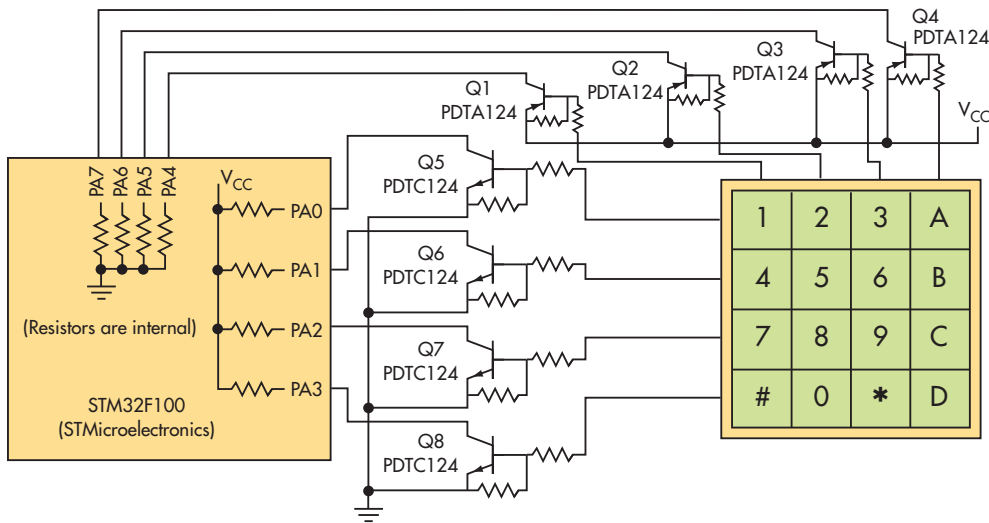 Q4
PDTA124
Q3
PDTA124
Q2
PDTA124
Q1
PDTA124
VCC
PA7
PA6
PA5
PA4
VCC
PA0
PA1
PA2
PA3
(Resistors are internal)
STM32F100
(STMicroelectronics)
Q5
PDTC124
Q6
PDTC124
Q7
PDTC124
Q8
PDTC124
1 2 3 A
4 5 6 B
7 8 9 C
# 0 * D